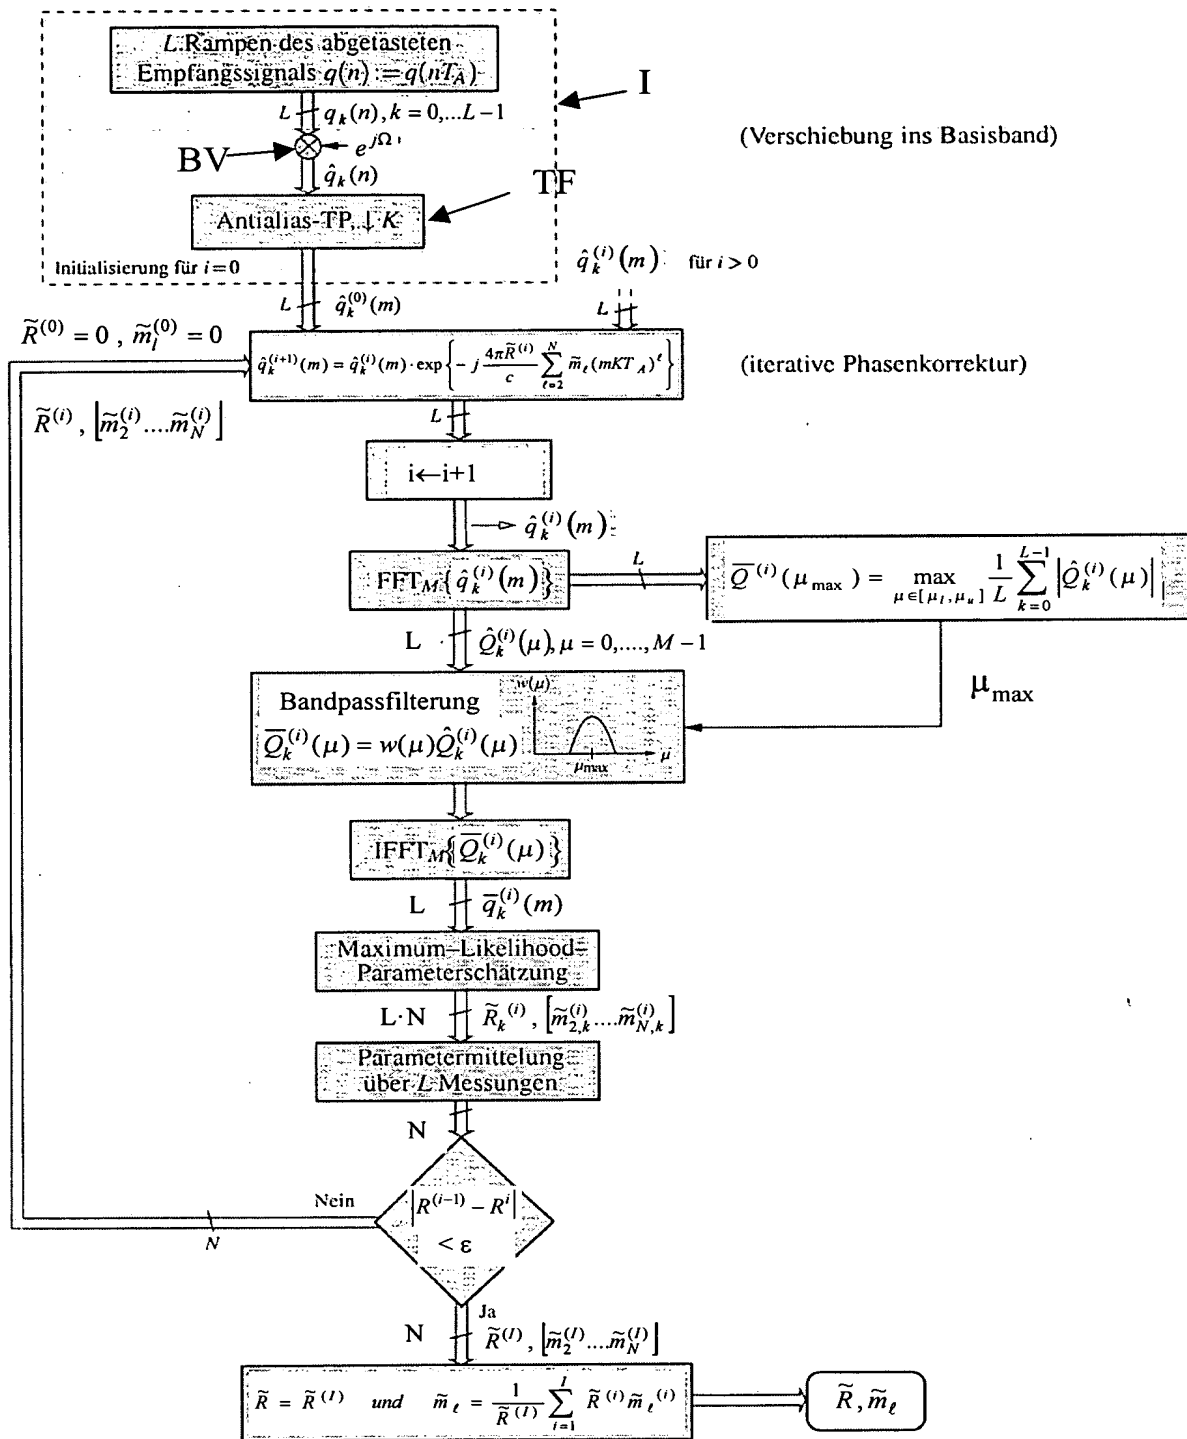 L Rampen des abgetasteten
Empfangssignals q(n) := q(nT_A)
I
L q_k(n), k = 0,...L−1
(Verschiebung ins Basisband)
BV
e^{jΩ}
q̂_k(n)
TF
Antialias-TP, ↓ K
Initialisierung für i=0
q̂_k^{(i)}(m) für i > 0
L q̂_k^{(0)}(m)
L
R̃^{(0)} = 0 , m̃_l^{(0)} = 0
q̂_k^{(i+1)}(m) = q̂_k^{(i)}(m) · exp{ − j \frac{4πR̃^{(i)}}{c} ∑_{ℓ=2}^{N} m̃_ℓ (mKT_A)^ℓ }
(iterative Phasenkorrektur)
R̃^{(i)} , [m̃_2^{(i)}....m̃_N^{(i)}]
L
i←i+1
q̂_k^{(i)}(m)
FFT_M{q̂_k^{(i)}(m)}
L
Q̄^{(i)}(μ_max) = max_{μ∈[μ_l, μ_u]} \frac{1}{L} ∑_{k=0}^{L−1} |Q̂_k^{(i)}(μ)|
L Q̂_k^{(i)}(μ), μ = 0,...., M−1
μ_max
Bandpassfilterung
w(μ)
Q̄_k^{(i)}(μ) = w(μ)Q̂_k^{(i)}(μ)
μ_max
μ
IFFT_M{Q̄_k^{(i)}(μ)}
L q̄_k^{(i)}(m)
Maximum–Likelihood–
Parameterschätzung
L·N R̃_k^{(i)} , [m̃_{2,k}^{(i)}....m̃_{N,k}^{(i)}]
Parametermittelung
über L Messungen
N
Nein
|R^{(i−1)} − R^i|
< ε
N
Ja
N R̃^{(I)} , [m̃_2^{(I)}....m̃_N^{(I)}]
R̃ = R̃^{(I)} und m̃_ℓ = \frac{1}{R̃^{(I)}} ∑_{i=1}^{I} R̃^{(i)} m̃_ℓ^{(i)}
R̃, m̃_ℓ